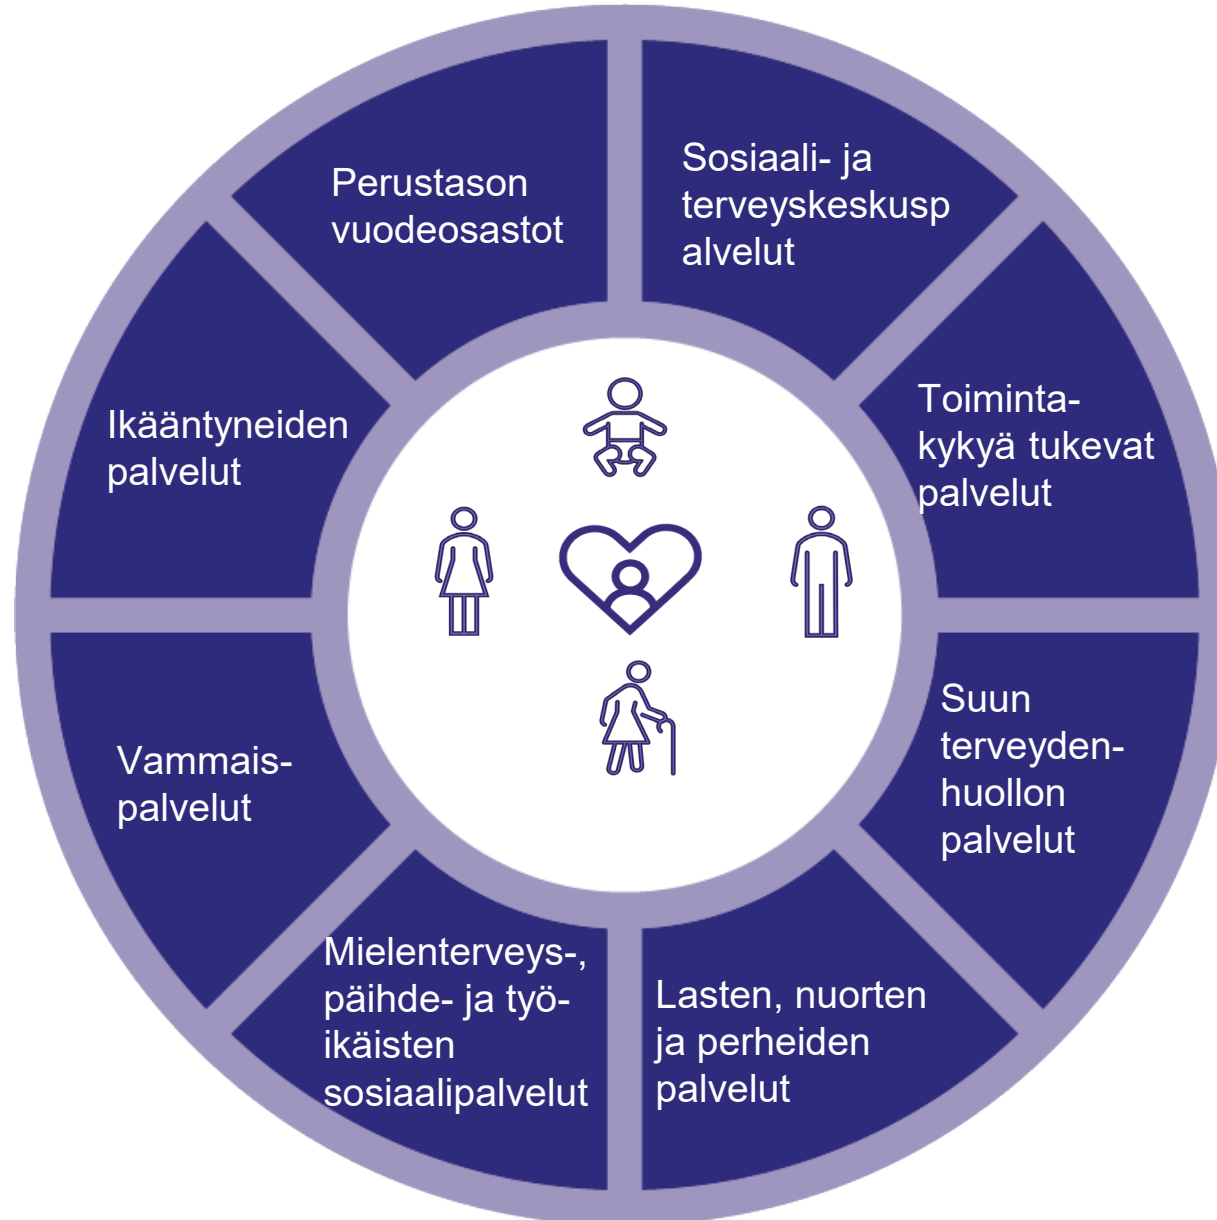 Perustason
vuodeosastot
Sosiaali- ja
terveyskeskusp
alvelut
Toiminta-
kykyä tukevat
palvelut
Suun
terveyden-
huollon
palvelut
Lasten, nuorten
ja perheiden
palvelut
Mielenterveys-,
päihde- ja työ-
ikäisten
sosiaalipalvelut
Vammais-
palvelut
Ikääntyneiden
palvelut